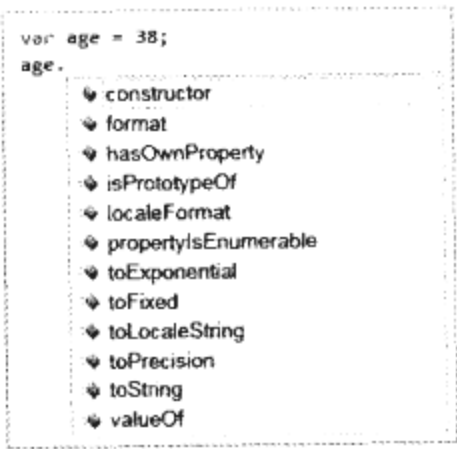 var age = 38;
age.
constructor
format
hasOwnProperty
isPrototypeOf
localeFormat
propertyIsEnumerable
toExponential
toFixed
toLocaleString
toPrecision
toString
valueOf